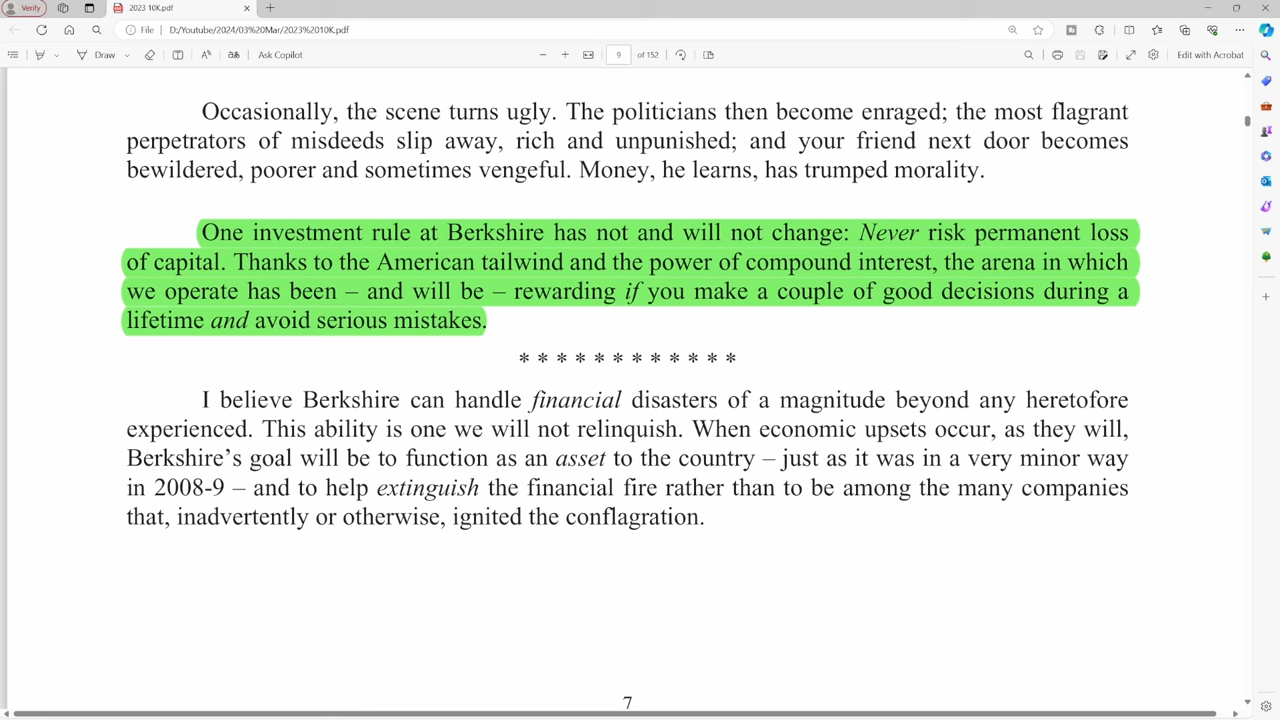 Verify
2023 10K.pdf
File
D:/Youtube/2024/03%20Mar/2023%2010K.pdf
Draw
Ask Copilot
9
of 152
Edit with Acrobat
Occasionally, the scene turns ugly. The politicians then become enraged; the most flagrant
perpetrators of misdeeds slip away, rich and unpunished; and your friend next door becomes
bewildered, poorer and sometimes vengeful. Money, he learns, has trumped morality.
One investment rule at Berkshire has not and will not change: Never risk permanent loss
of capital. Thanks to the American tailwind and the power of compound interest, the arena in which
we operate has been – and will be – rewarding if you make a couple of good decisions during a
lifetime and avoid serious mistakes.
* * * * * * * * * * * *
I believe Berkshire can handle financial disasters of a magnitude beyond any heretofore
experienced. This ability is one we will not relinquish. When economic upsets occur, as they will,
Berkshire’s goal will be to function as an asset to the country – just as it was in a very minor way
in 2008-9 – and to help extinguish the financial fire rather than to be among the many companies
that, inadvertently or otherwise, ignited the conflagration.
7